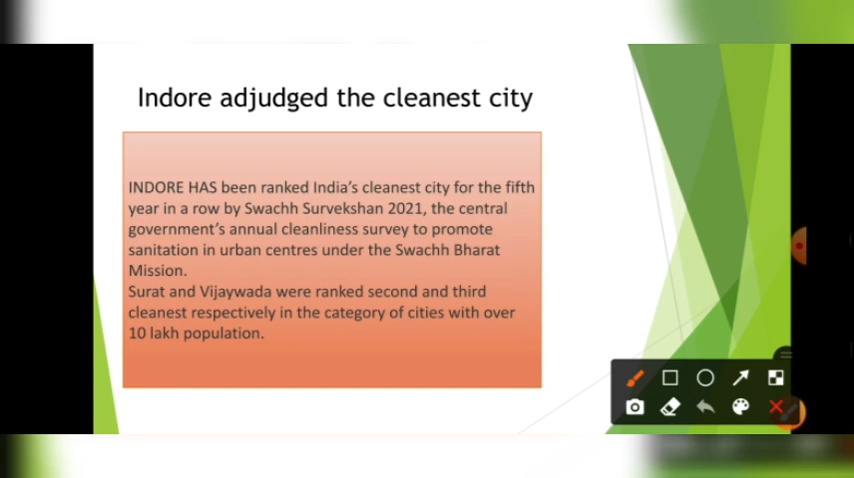 Indore adjudged the cleanest city
INDORE HAS been ranked India's cleanest city for the fifth
year in a row by Swachh Survekshan 2021, the central
government's annual cleanliness survey to promote
sanitation in urban centres under the Swachh Bharat
Mission.
Surat and Vijaywada were ranked second and third
cleanest respectively in the category of cities with over
10 lakh population.